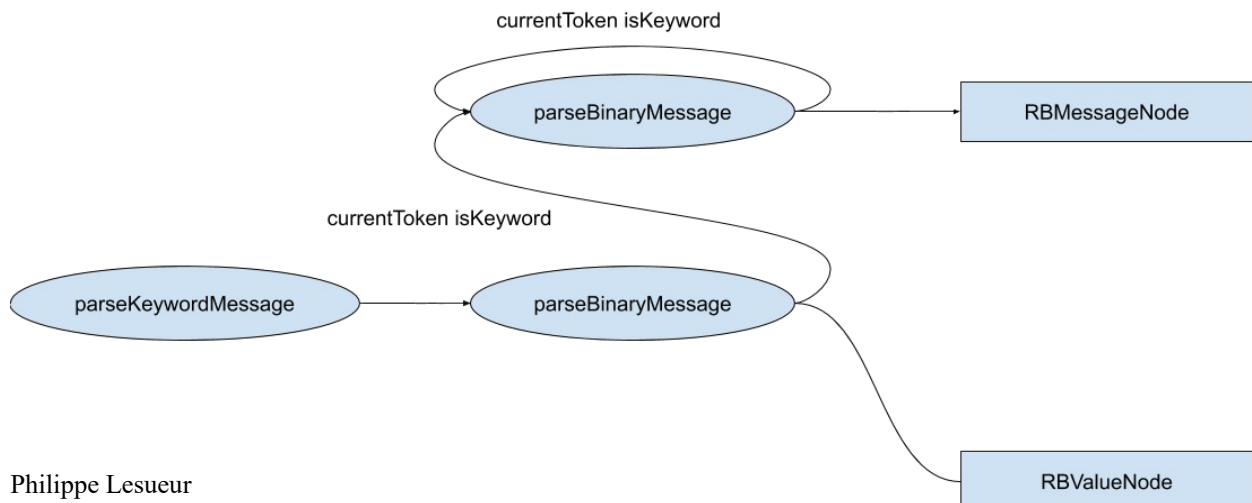 currentToken isKeyword
parseBinaryMessage
RBMessageNode
currentToken isKeyword
parseKeywordMessage
parseBinaryMessage
Philippe Lesueur
RBValueNode